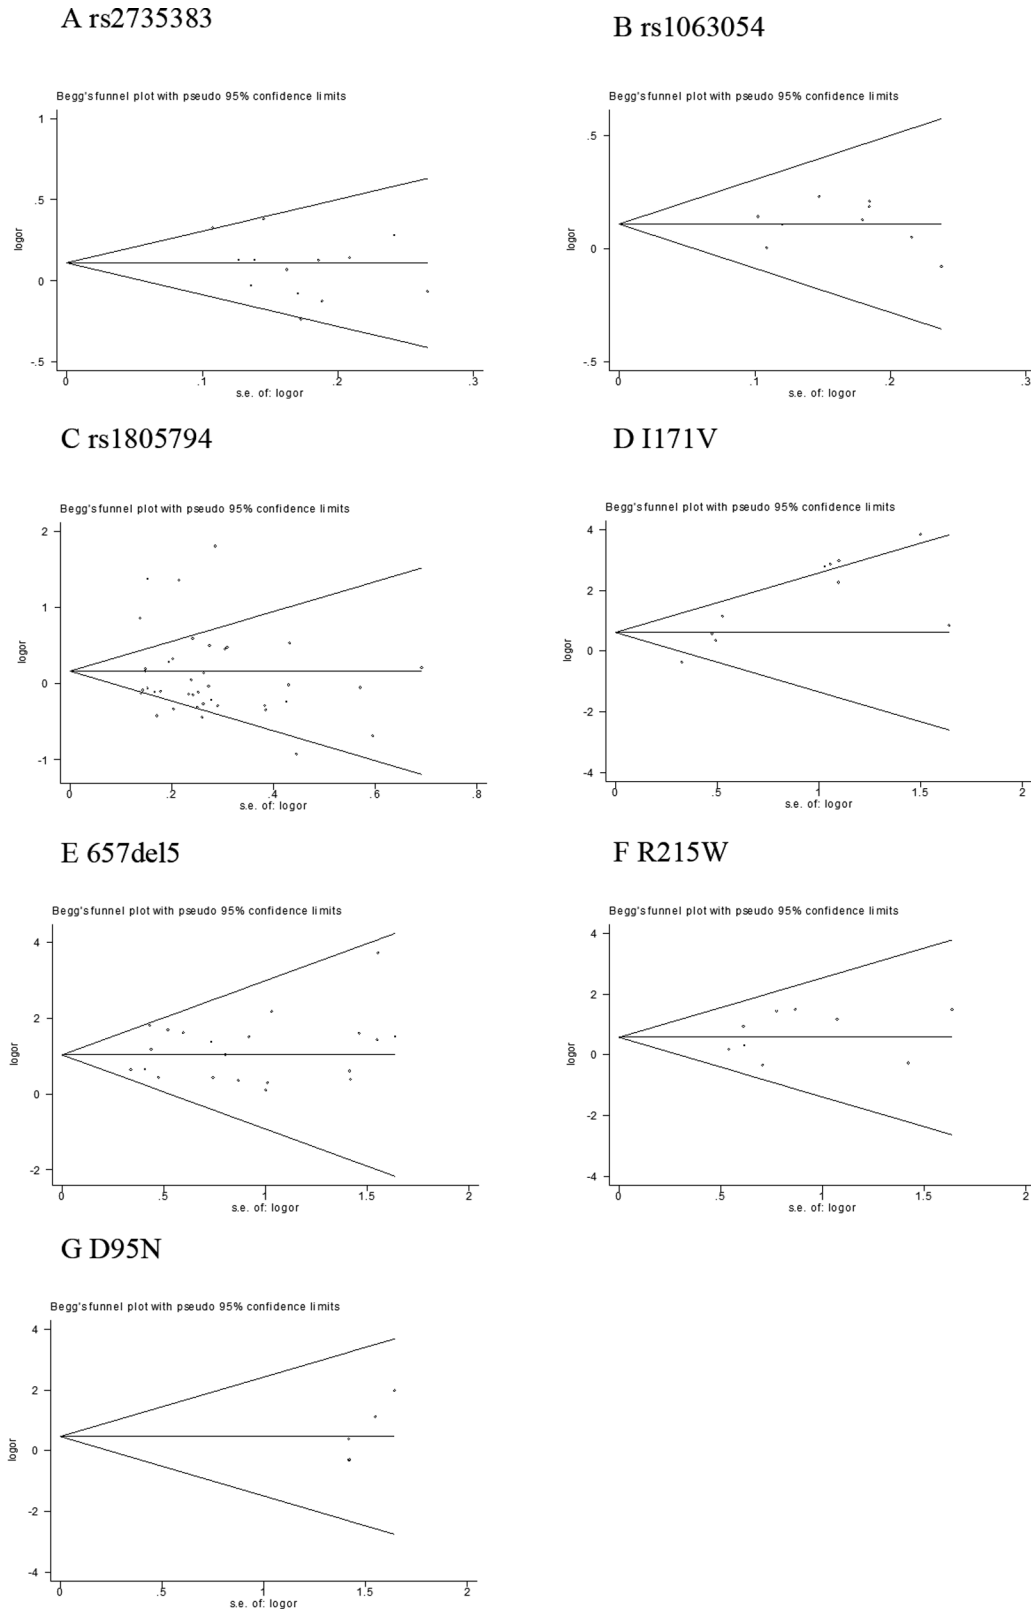 A rs2735383
Begg's funnel plot with pseudo 95% confidence limits
1
.5
0
-.5
logor
0 .1 .2 .3
s.e. of: logor
B rs1063054
Begg's funnel plot with pseudo 95% confidence limits
.5
0
-.5
logor
0 .1 .2 .3
s.e. of: logor
C rs1805794
Begg's funnel plot with pseudo 95% confidence limits
2
1
0
-1
logor
0 .2 .4 .6 .8
s.e. of: logor
D I171V
Begg's funnel plot with pseudo 95% confidence limits
4
2
0
-2
-4
logor
0 .5 1 1.5 2
s.e. of: logor
E 657del5
Begg's funnel plot with pseudo 95% confidence limits
4
2
0
-2
logor
0 .5 1 1.5 2
s.e. of: logor
F R215W
Begg's funnel plot with pseudo 95% confidence limits
4
2
0
-2
-4
logor
0 .5 1 1.5 2
s.e. of: logor
G D95N
Begg's funnel plot with pseudo 95% confidence limits
4
2
0
-2
-4
logor
0 .5 1 1.5 2
s.e. of: logor